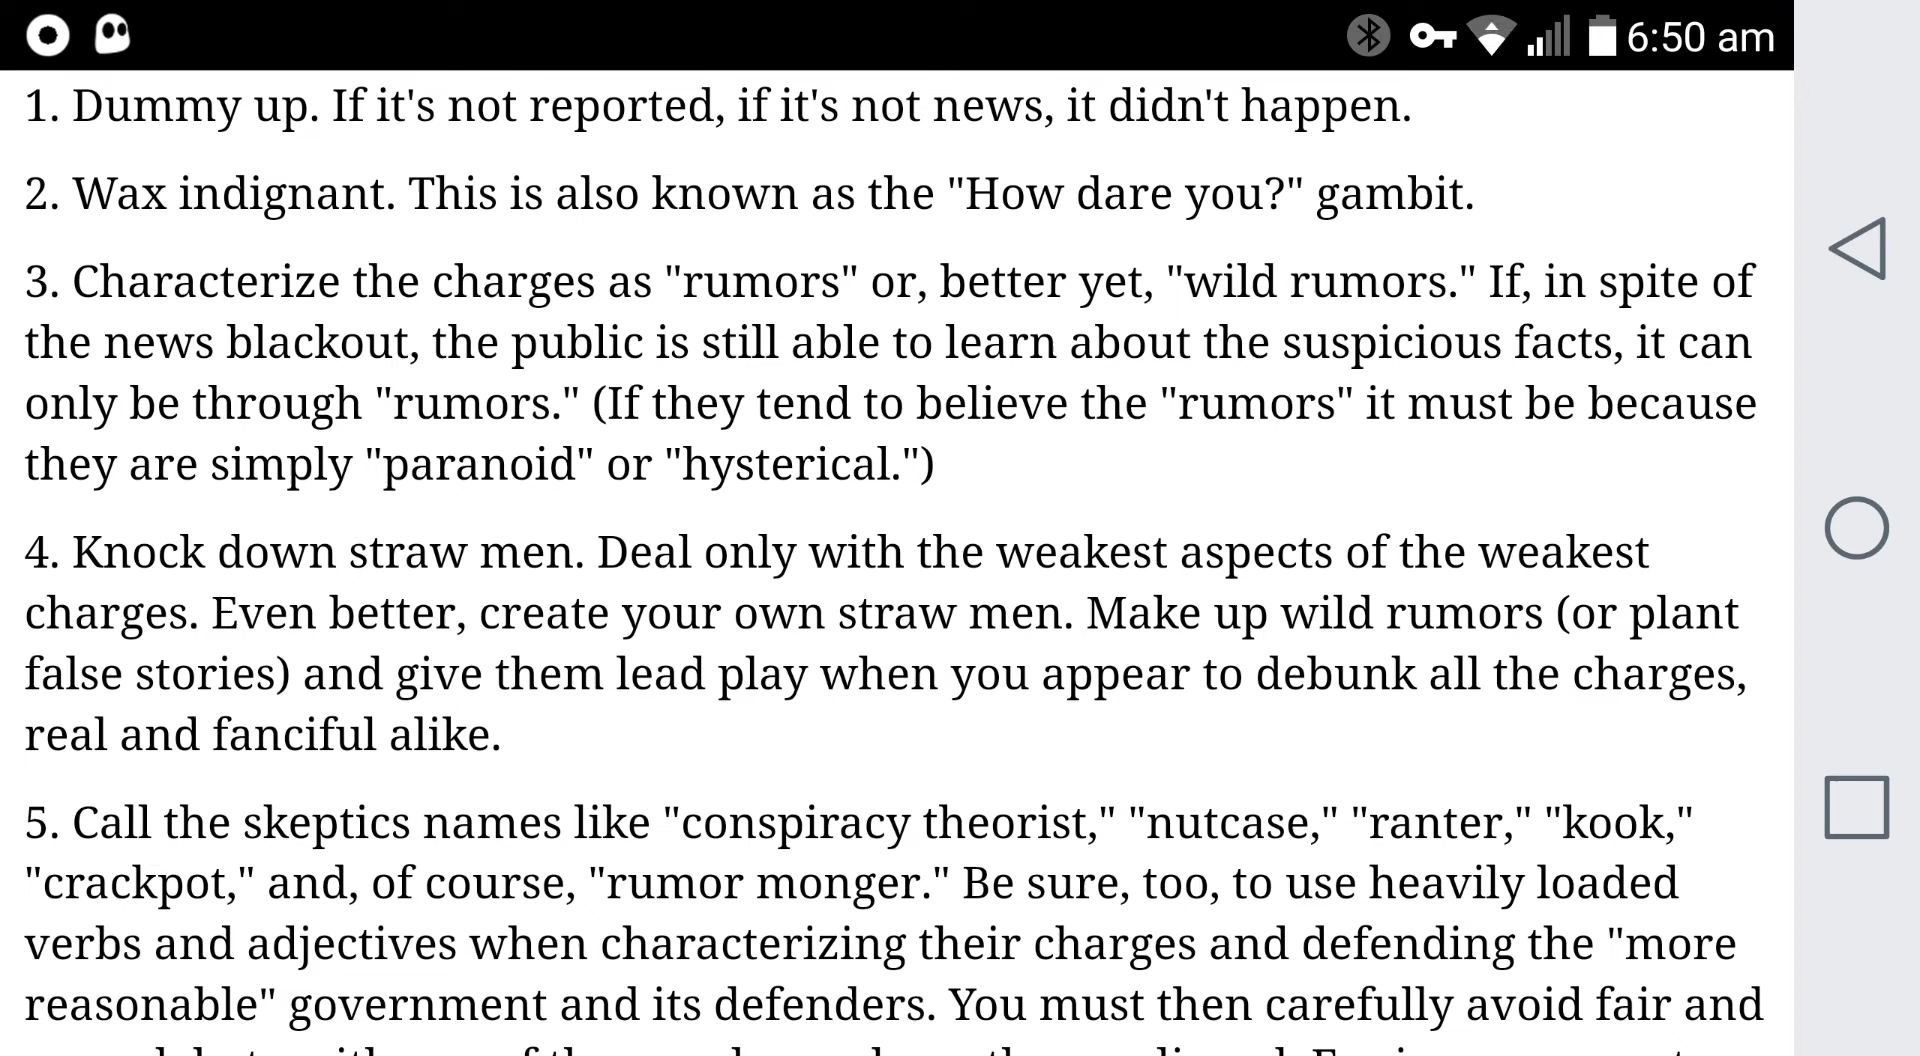 6:50 am
1. Dummy up. If it's not reported, if it's not news, it didn't happen.
2. Wax indignant. This is also known as the "How dare you?" gambit.
3. Characterize the charges as "rumors" or, better yet, "wild rumors." If, in spite of
the news blackout, the public is still able to learn about the suspicious facts, it can
only be through "rumors." (If they tend to believe the "rumors" it must be because
they are simply "paranoid" or "hysterical.")
4. Knock down straw men. Deal only with the weakest aspects of the weakest
charges. Even better, create your own straw men. Make up wild rumors (or plant
false stories) and give them lead play when you appear to debunk all the charges,
real and fanciful alike.
5. Call the skeptics names like "conspiracy theorist," "nutcase," "ranter," "kook,"
"crackpot," and, of course, "rumor monger." Be sure, too, to use heavily loaded
verbs and adjectives when characterizing their charges and defending the "more
reasonable" government and its defenders. You must then carefully avoid fair and